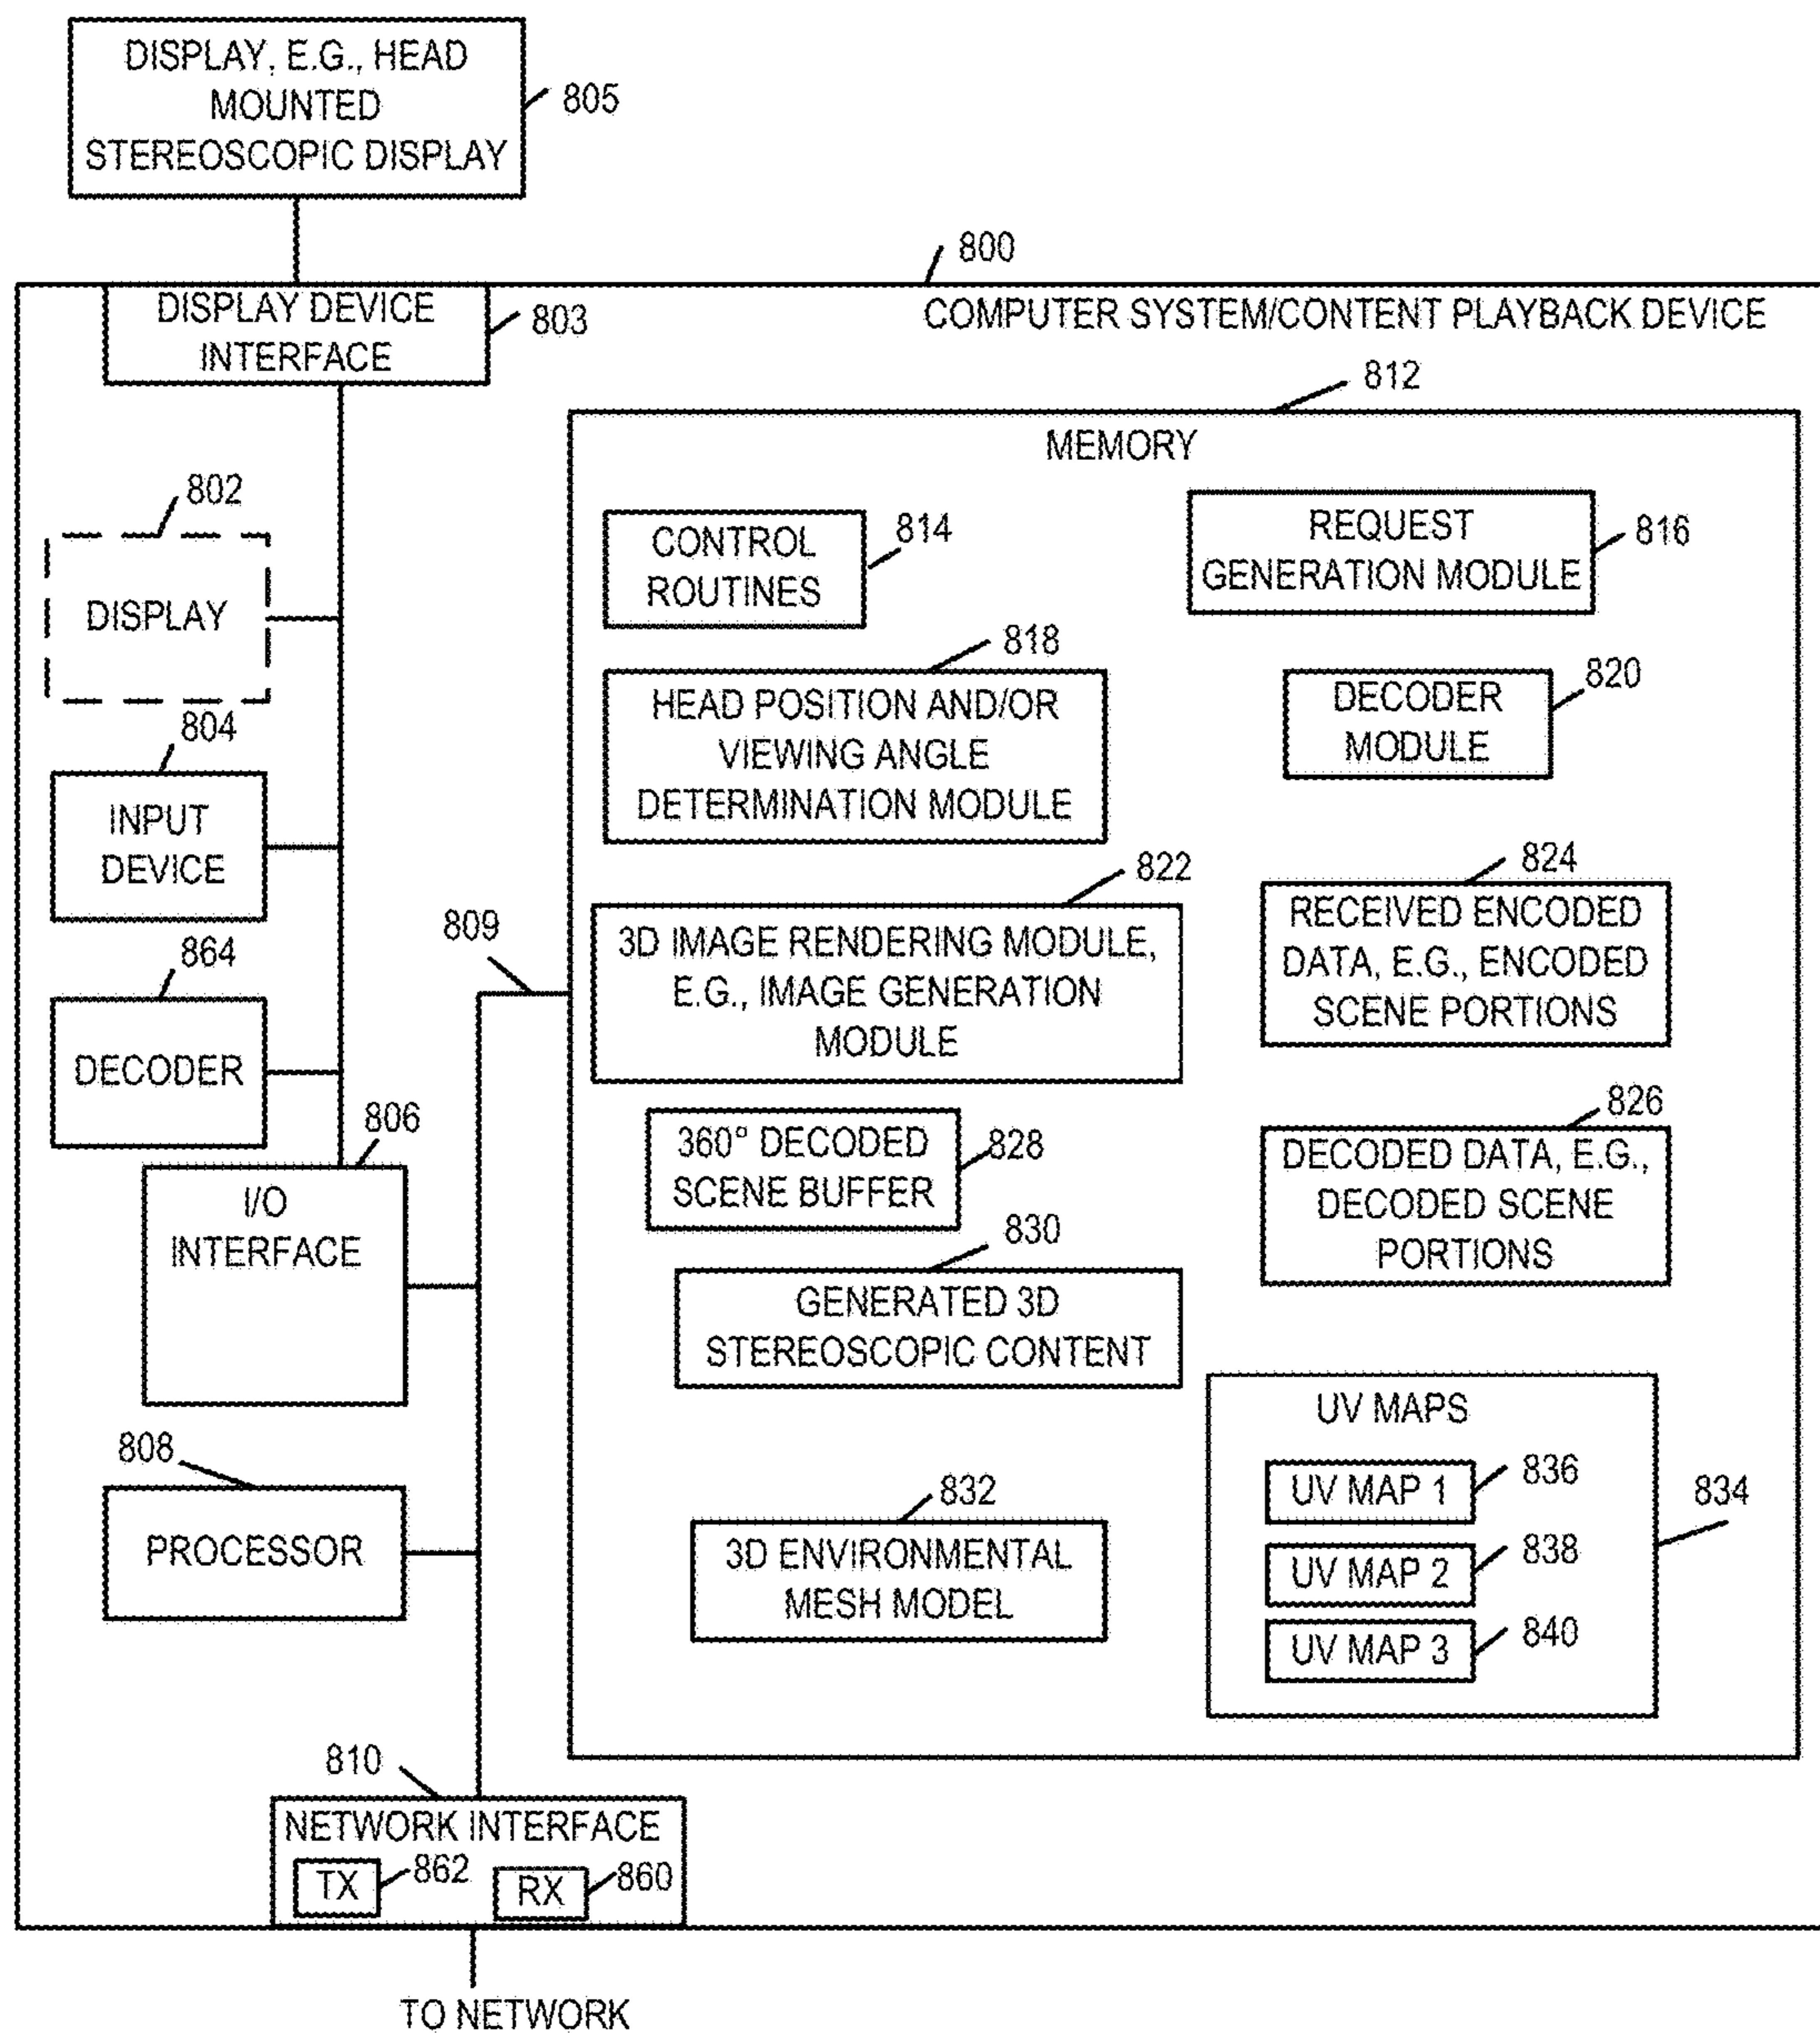 DISPLAY, E.G., HEAD
MOUNTED
STEREOSCOPIC DISPLAY
805
800
DISPLAY DEVICE
INTERFACE
803
COMPUTER SYSTEM/CONTENT PLAYBACK DEVICE
812
MEMORY
802
DISPLAY
CONTROL
ROUTINES
814
REQUEST
GENERATION MODULE
816
818
HEAD POSITION AND/OR
VIEWING ANGLE
DETERMINATION MODULE
820
DECODER
MODULE
804
INPUT
DEVICE
822
3D IMAGE RENDERING MODULE,
E.G., IMAGE GENERATION
MODULE
824
RECEIVED ENCODED
DATA, E.G., ENCODED
SCENE PORTIONS
809
864
DECODER
806
I/O
INTERFACE
360° DECODED
SCENE BUFFER
828
826
DECODED DATA, E.G.,
DECODED SCENE
PORTIONS
830
GENERATED 3D
STEREOSCOPIC CONTENT
808
PROCESSOR
832
3D ENVIRONMENTAL
MESH MODEL
UV MAPS
UV MAP 1
836
834
UV MAP 2
838
UV MAP 3
840
810
NETWORK INTERFACE
TX
862
RX
860
TO NETWORK